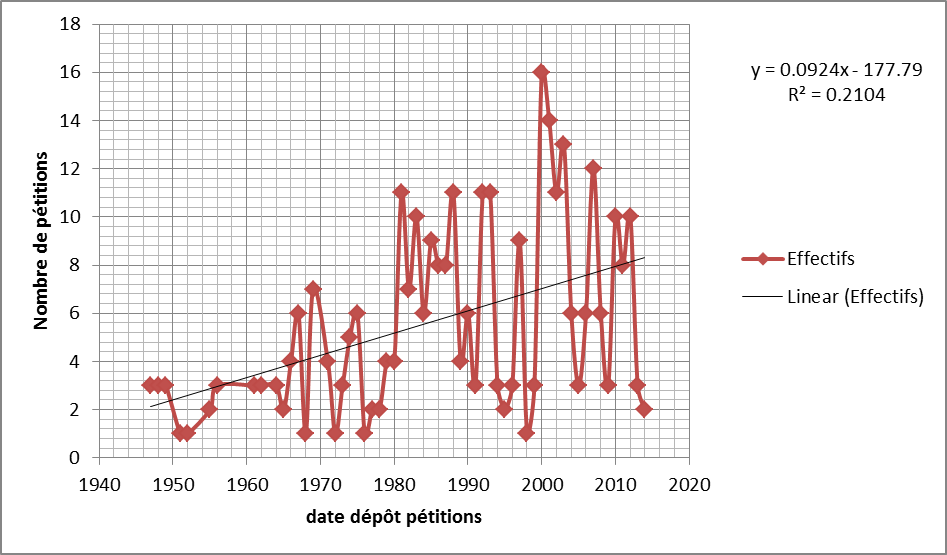 18
16
14
12
10
8
6
4
2
0
Nombre de pétitions
1940 1950 1960 1970 1980 1990 2000 2010 2020
date dépôt pétitions
y = 0.0924x - 177.79
R² = 0.2104
Effectifs
Linear (Effectifs)